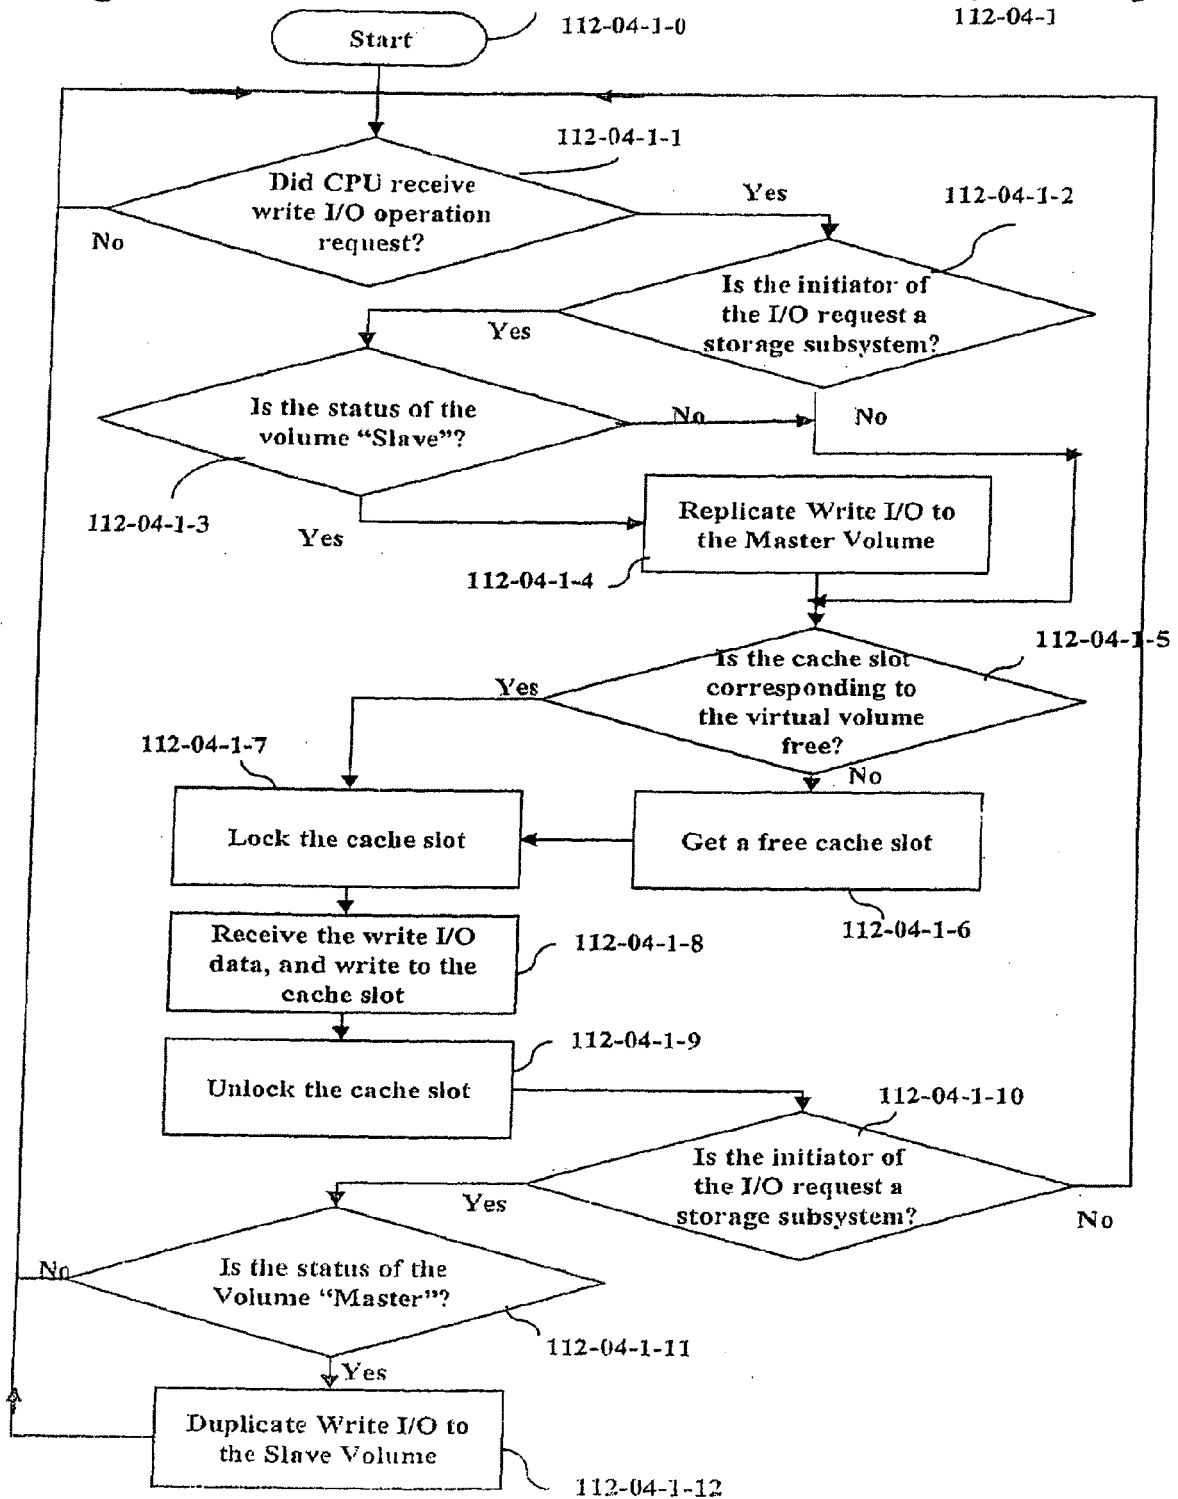 112-04-1-0
112-04-1
Start
112-04-1-1
Did CPU receive
write I/O operation
request?
Yes
No
112-04-1-2
Is the initiator of
the I/O request a
storage subsystem?
Yes
No
Is the status of the
volume “Slave”?
No
Yes
112-04-1-3
Replicate Write I/O to
the Master Volume
112-04-1-4
112-04-1-5
Is the cache slot
corresponding to
the virtual volume
free?
Yes
No
112-04-1-7
Lock the cache slot
Get a free cache slot
112-04-1-6
Receive the write I/O
data, and write to the
cache slot
112-04-1-8
112-04-1-9
Unlock the cache slot
112-04-1-10
Is the initiator of
the I/O request a
storage subsystem?
Yes
No
Is the status of the
Volume “Master”?
No
112-04-1-11
Yes
Duplicate Write I/O to
the Slave Volume
112-04-1-12